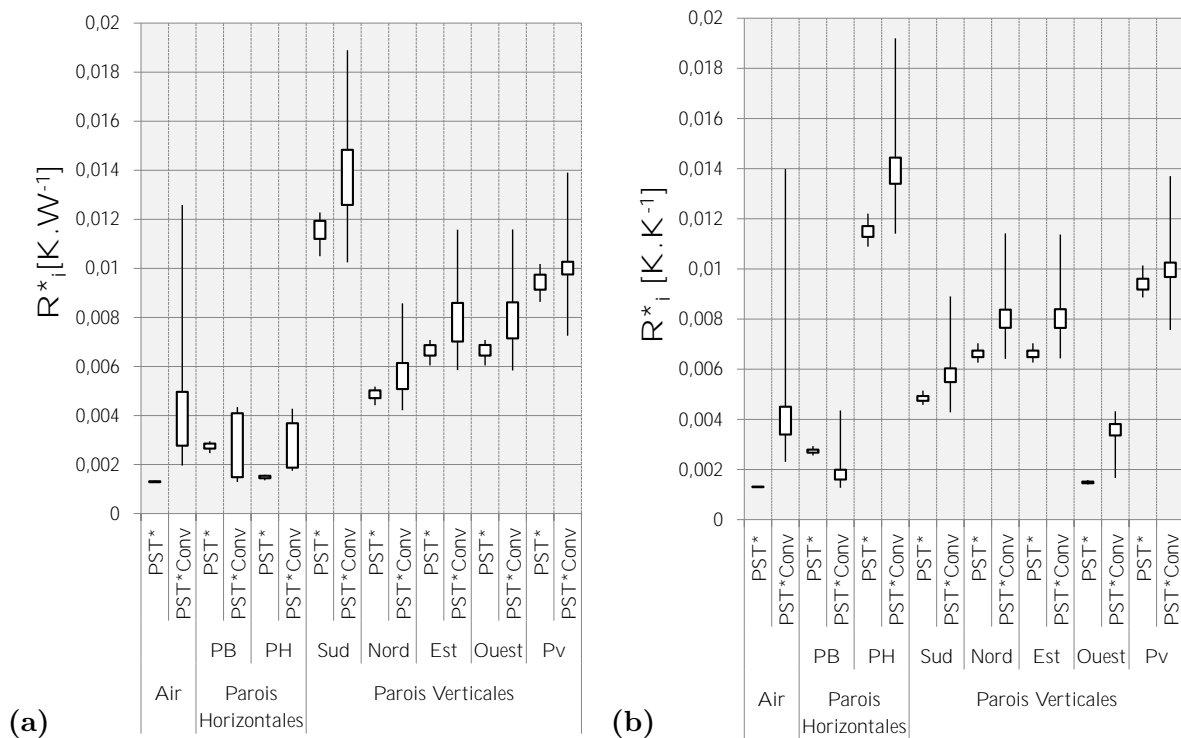 0,02
0,018
0,016
0,014
0,012
0,01
0,008
0,006
0,004
0,002
0
R*i[K.W-1]
PST*
PST*Conv
PST*
PST*Conv
PST*
PST*Conv
PST*
PST*Conv
PST*
PST*Conv
PST*
PST*Conv
PST*
PST*Conv
PST*
PST*Conv
PB PH Sud Nord Est Ouest Pv
Air Parois Horizontales Parois Verticales
(a)
0,02
0,018
0,016
0,014
0,012
0,01
0,008
0,006
0,004
0,002
0
R*i [K.K-1]
PST*
PST*Conv
PST*
PST*Conv
PST*
PST*Conv
PST*
PST*Conv
PST*
PST*Conv
PST*
PST*Conv
PST*
PST*Conv
PST*
PST*Conv
PB PH Sud Nord Est Ouest Pv
Air Parois Horizontales Parois Verticales
(b)